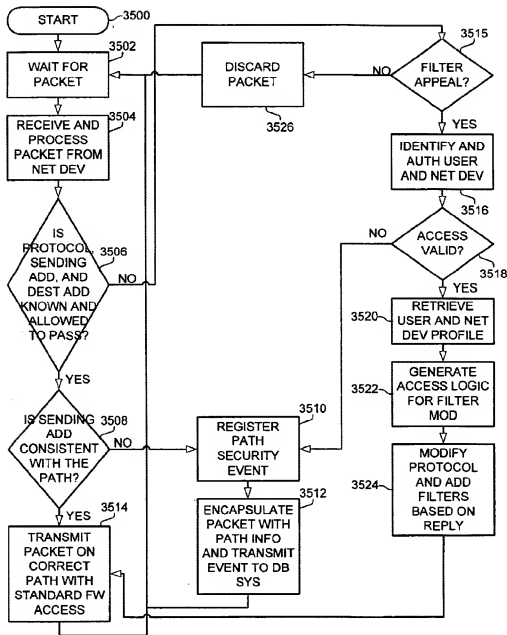 START
3500
3502
WAIT FOR
PACKET
3504
RECEIVE AND
PROCESS
PACKET FROM
NET DEV
3506
IS
PROTOCOL,
SENDING
ADD, AND
DEST ADD
KNOWN AND
ALLOWED
TO PASS?
NO
YES
3508
IS SENDING
ADD
CONSISTENT
WITH THE
PATH?
NO
YES
3514
TRANSMIT
PACKET ON
CORRECT
PATH WITH
STANDARD FW
ACCESS
DISCARD
PACKET
3526
3510
REGISTER
PATH
SECURITY
EVENT
3512
ENCAPSULATE
PACKET WITH
PATH INFO
AND TRANSMIT
EVENT TO DB
SYS
3515
FILTER
APPEAL?
NO
YES
IDENTIFY AND
AUTH USER
AND NET DEV
3516
NO
ACCESS
VALID?
3518
YES
3520
RETRIEVE
USER AND NET
DEV PROFILE
3522
GENERATE
ACCESS LOGIC
FOR FILTER
MOD
3524
MODIFY
PROTOCOL
AND ADD
FILTERS
BASED ON
REPLY